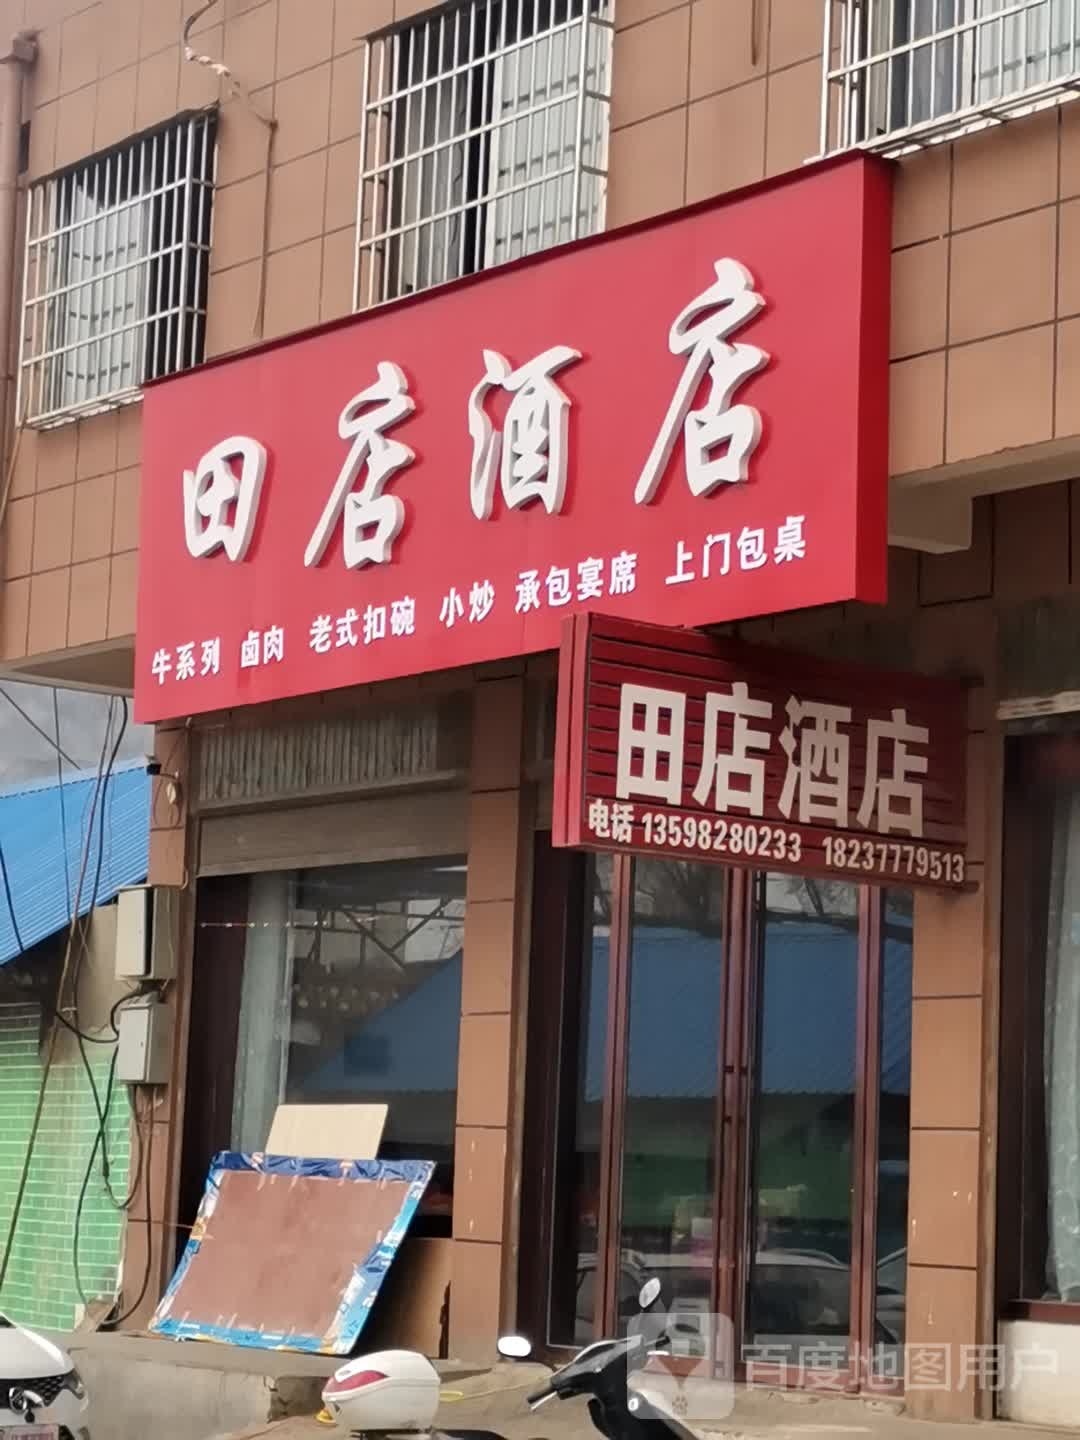 田店酒店
牛系列 卤肉 老式扣碗 小炒 承包宴席 上门包桌
田店酒店
电话 13598280233 18237779513
百度地图用户